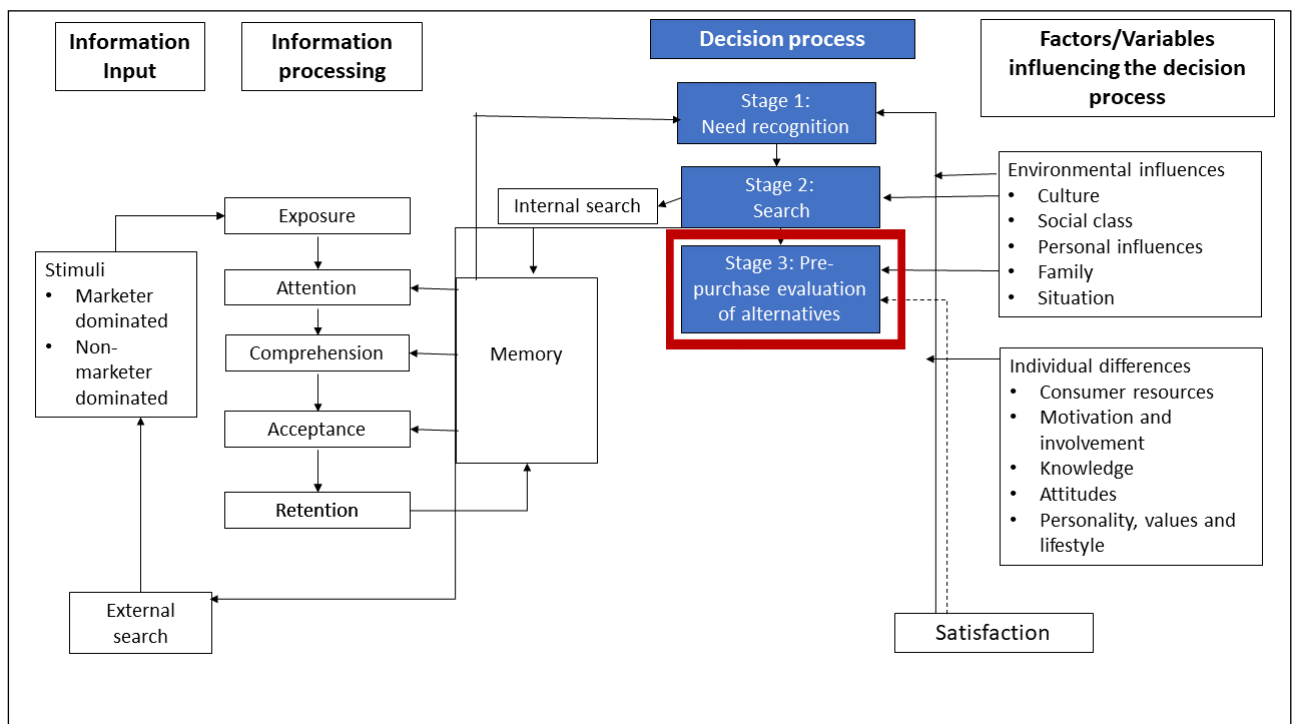 Information
Input
Information
processing
Decision process
Factors/Variables
influencing the decision
process
Stage 1:
Need recognition
Stage 2:
Search
Internal search
Stage 3: Pre-
purchase evaluation
of alternatives
Exposure
Attention
Comprehension
Acceptance
Retention
Memory
Stimuli
• Marketer
dominated
• Non-
marketer
dominated
External
search
Environmental influences
• Culture
• Social class
• Personal influences
• Family
• Situation
Individual differences
• Consumer resources
• Motivation and
involvement
• Knowledge
• Attitudes
• Personality, values and
lifestyle
Satisfaction